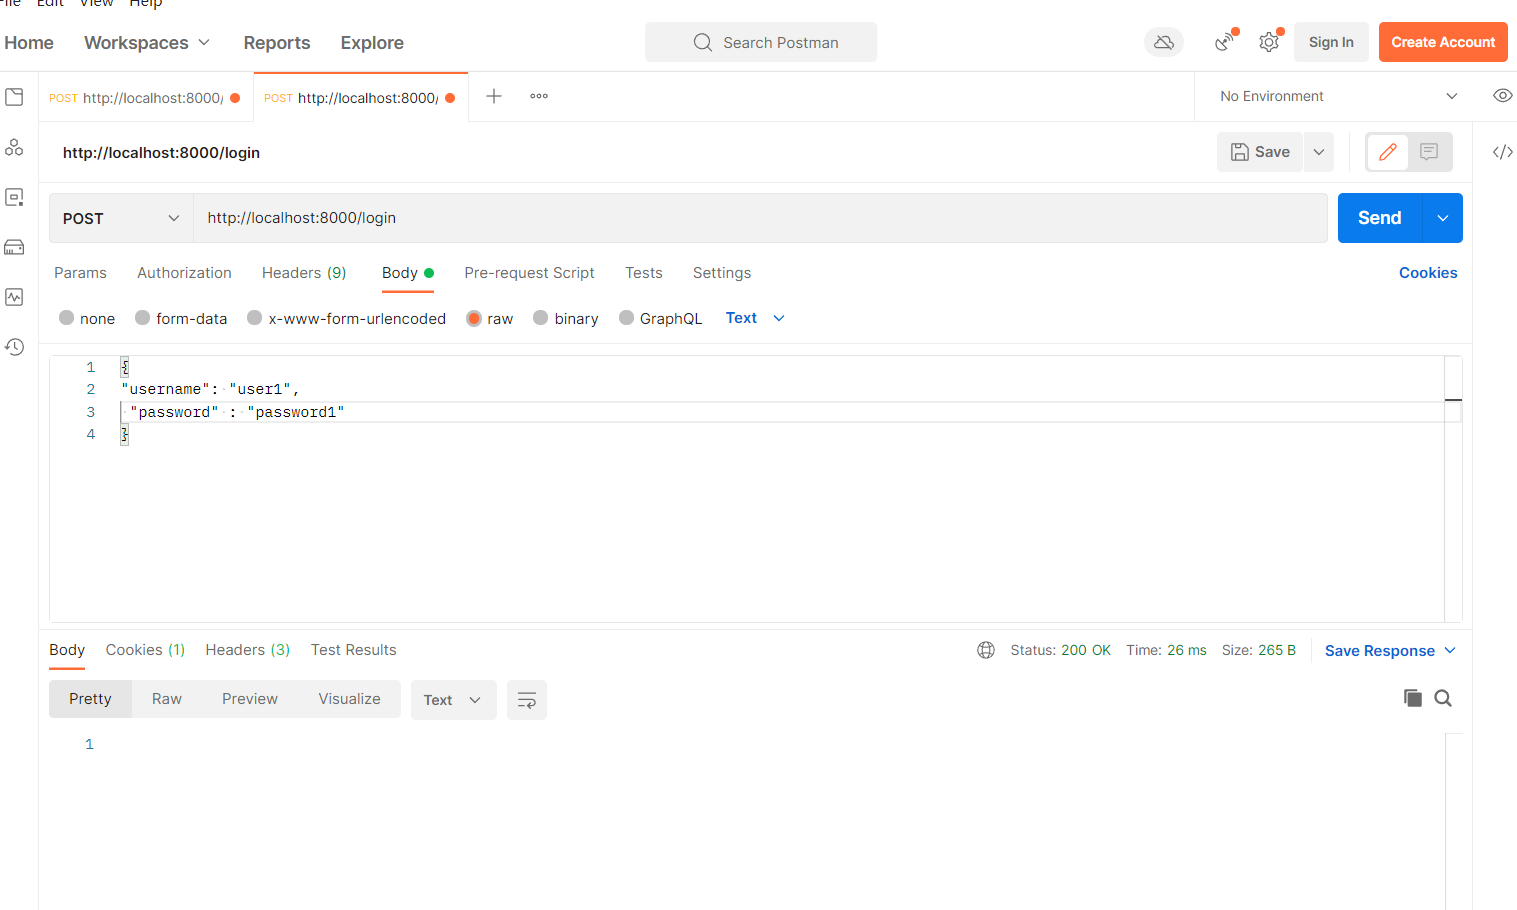 File Edit View Help
Home Workspaces Reports Explore Search Postman Sign In Create Account
POST http://localhost:8000/ POST http://localhost:8000/ No Environment
http://localhost:8000/login Save
POST http://localhost:8000/login Send
Params Authorization Headers (9) Body Pre-request Script Tests Settings Cookies
none form-data x-www-form-urlencoded raw binary GraphQL Text
1 {
2 "username": "user1",
3 "password" : "password1"
4 }
Body Cookies (1) Headers (3) Test Results Status: 200 OK Time: 26 ms Size: 265 B Save Response
Pretty Raw Preview Visualize Text
1